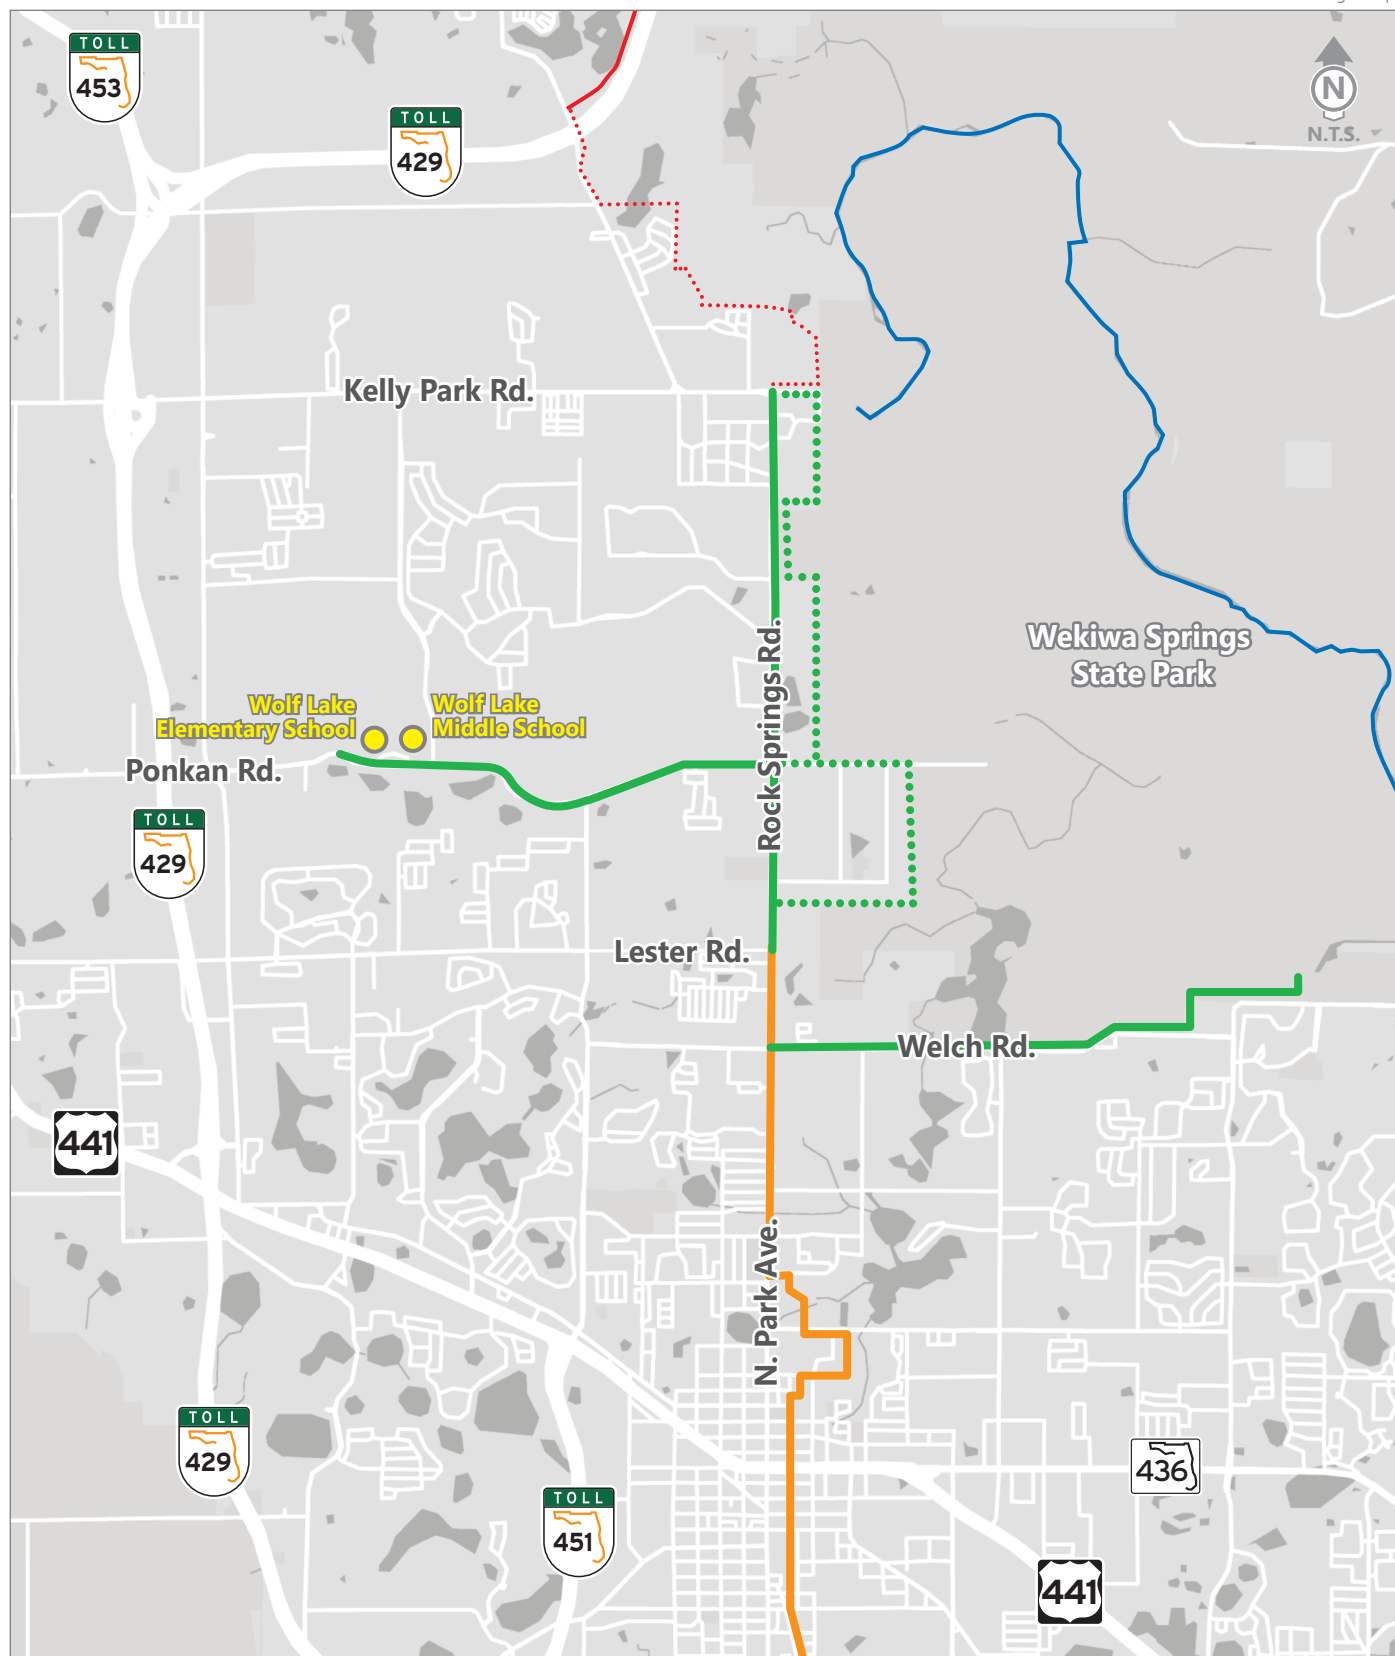 TOLL
453
TOLL
429
N
N.T.S.
Kelly Park Rd.
Wekiwa Springs
State Park
Rock Springs Rd.
Wolf Lake
Elementary School
Wolf Lake
Middle School
Ponkan Rd.
TOLL
429
Lester Rd.
Welch Rd.
441
N. Park Ave.
TOLL
429
436
TOLL
451
441